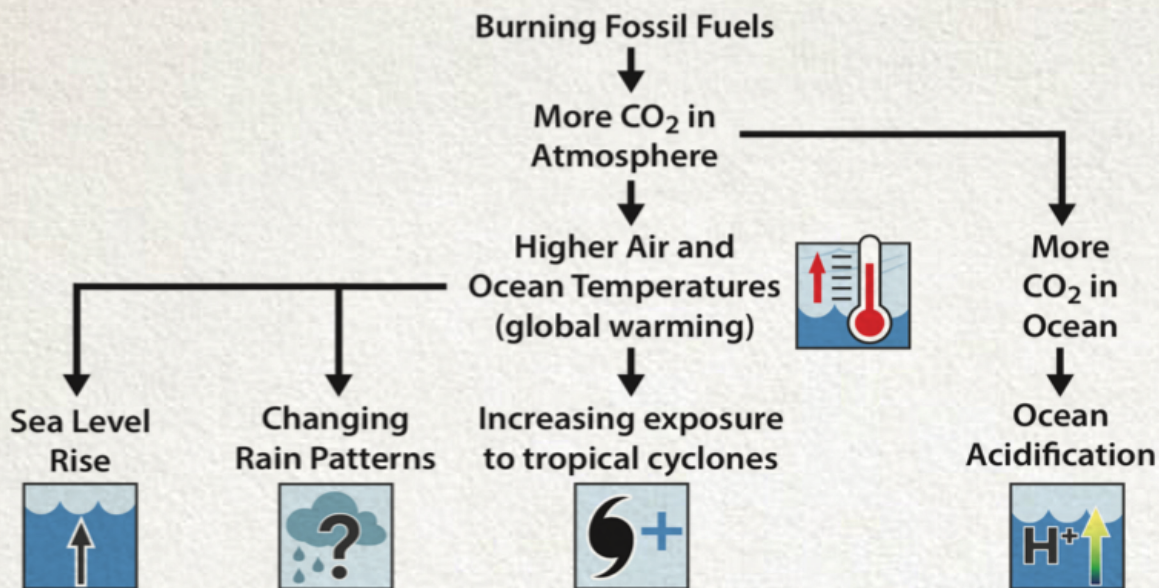 Burning Fossil Fuels
More CO₂ in
Atmosphere
Higher Air and
Ocean Temperatures
(global warming)
More
CO₂ in
Ocean
Sea Level
Rise
Changing
Rain Patterns
Increasing exposure
to tropical cyclones
Ocean
Acidification
?
+
H⁺